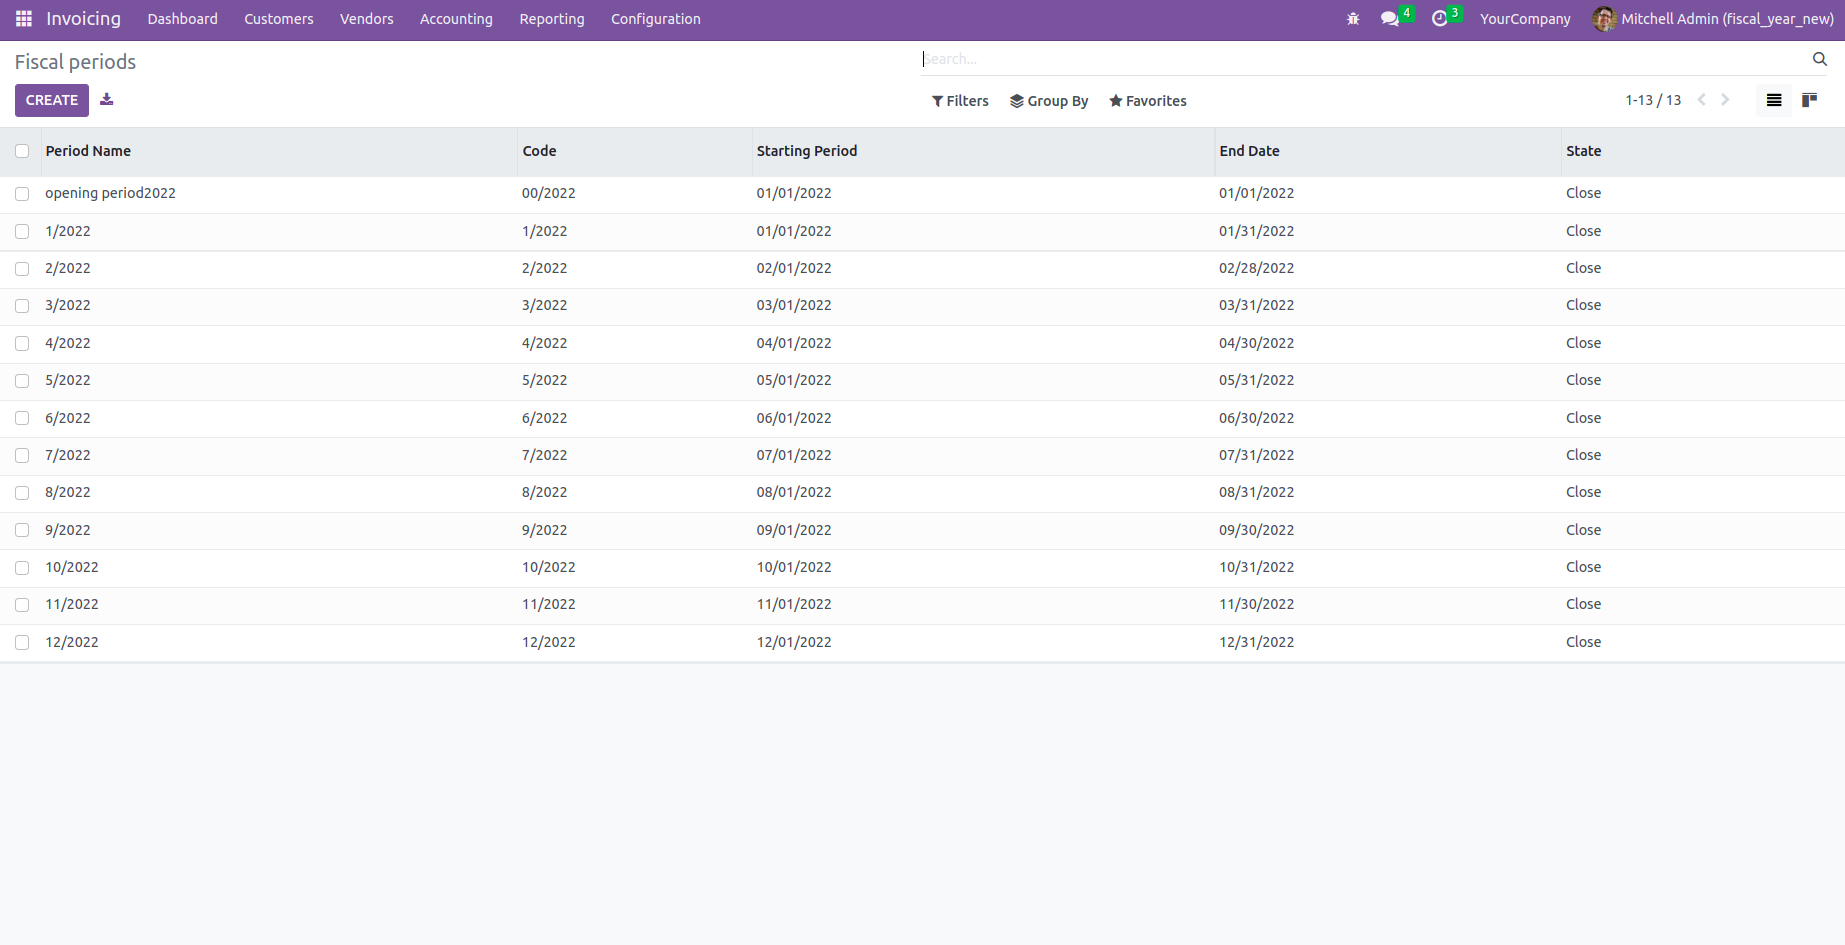 Invoicing Dashboard Customers Vendors Accounting Reporting Configuration 4 3 YourCompany Mitchell Admin (fiscal_year_new)
Fiscal periods Search...
CREATE Filters Group By Favorites 1-13 / 13
Period Name Code Starting Period End Date State
opening period2022 00/2022 01/01/2022 01/01/2022 Close
1/2022 1/2022 01/01/2022 01/31/2022 Close
2/2022 2/2022 02/01/2022 02/28/2022 Close
3/2022 3/2022 03/01/2022 03/31/2022 Close
4/2022 4/2022 04/01/2022 04/30/2022 Close
5/2022 5/2022 05/01/2022 05/31/2022 Close
6/2022 6/2022 06/01/2022 06/30/2022 Close
7/2022 7/2022 07/01/2022 07/31/2022 Close
8/2022 8/2022 08/01/2022 08/31/2022 Close
9/2022 9/2022 09/01/2022 09/30/2022 Close
10/2022 10/2022 10/01/2022 10/31/2022 Close
11/2022 11/2022 11/01/2022 11/30/2022 Close
12/2022 12/2022 12/01/2022 12/31/2022 Close